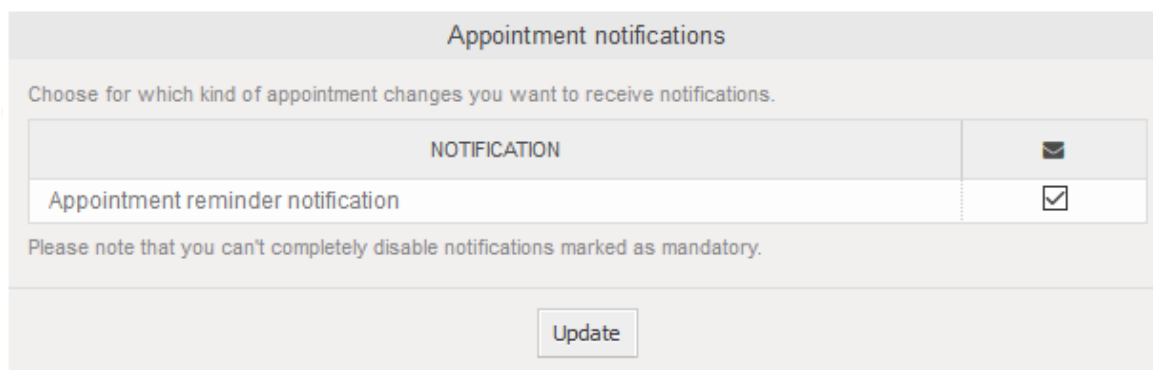 Appointment notifications
Choose for which kind of appointment changes you want to receive notifications.
NOTIFICATION
Appointment reminder notification
Please note that you can't completely disable notifications marked as mandatory.
Update